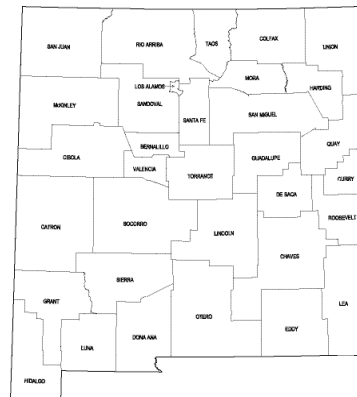 SAN JUAN
RIO ARRIBA
TAOS
COLFAX
UNION
MORA
HARDING
LOS ALAMOS
SANDOVAL
SANTA FE
SAN MIGUEL
McKINLEY
BERNALILLO
CIBOLA
VALENCIA
TORRANCE
GUADALUPE
QUAY
CURRY
DE BACA
ROOSEVELT
CATRON
SOCORRO
LINCOLN
CHAVES
SIERRA
GRANT
OTERO
EDDY
LEA
LUNA
DONA ANA
HIDALGO